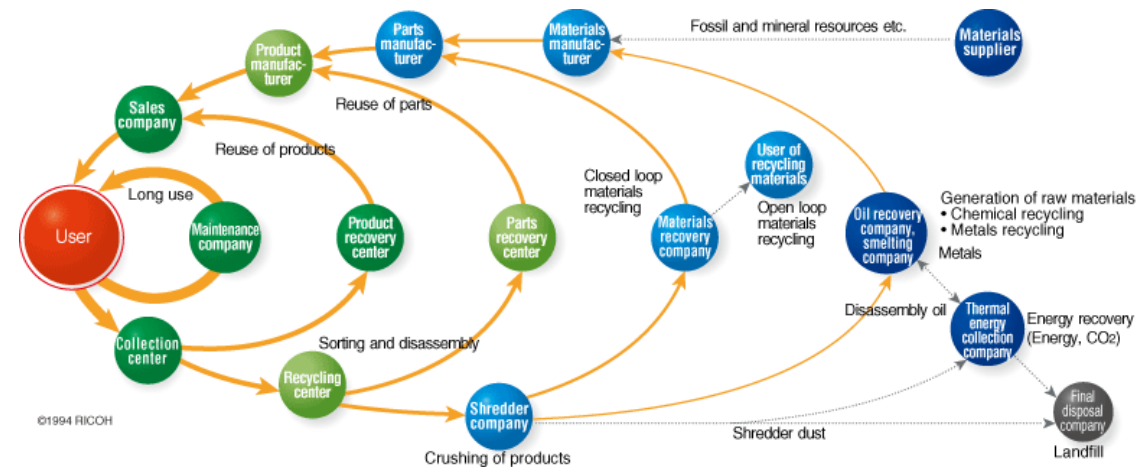 Fossil and mineral resources etc.
Materials
supplier
Materials
manufac-
turer
Parts
manufac-
turer
Product
manufac-
turer
Reuse of parts
Sales
company
Reuse of products
Long use
User
Maintenance
company
Product
recovery
center
Parts
recovery
center
Closed loop
materials
recycling
Materials
recovery
company
User of
recycling
materials
Open loop
materials
recycling
Oil recovery
company,
smelting
company
Generation of raw materials
• Chemical recycling
• Metals recycling
Metals
Disassembly oil
Thermal
energy
collection
company
Energy recovery
(Energy, CO2)
Collection
center
Sorting and disassembly
Recycling
center
Shredder
company
Crushing of products
Shredder dust
Final
disposal
company
Landfill
©1994 RICOH